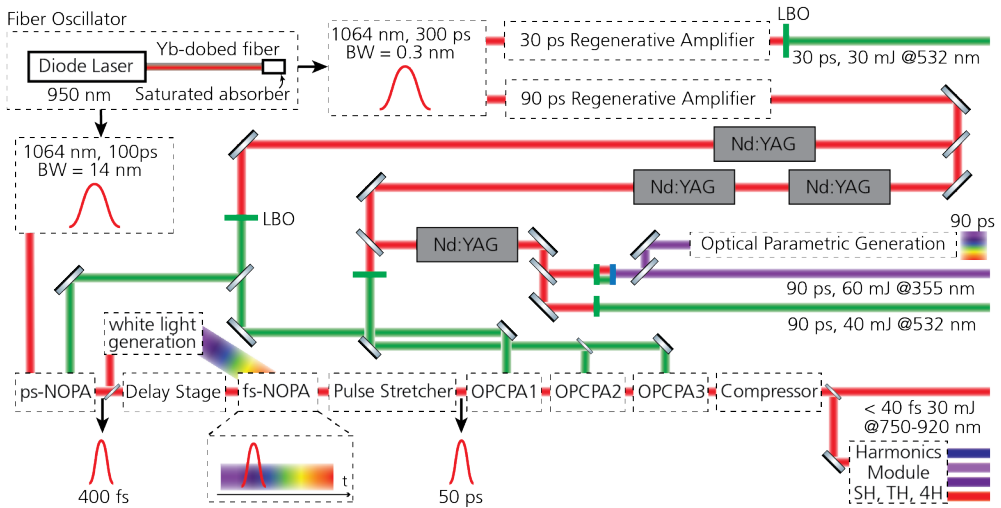 Fiber Oscillator
Diode Laser
950 nm
Yb-dobed fiber
Saturated absorber
1064 nm, 300 ps
BW = 0.3 nm
30 ps Regenerative Amplifier
LBO
30 ps, 30 mJ @532 nm
90 ps Regenerative Amplifier
1064 nm, 100ps
BW = 14 nm
Nd:YAG
Nd:YAG
Nd:YAG
LBO
Nd:YAG
Optical Parametric Generation
90 ps
90 ps, 60 mJ @355 nm
90 ps, 40 mJ @532 nm
white light
generation
ps-NOPA
Delay Stage
fs-NOPA
Pulse Stretcher
OPCPA1
OPCPA2
OPCPA3
Compressor
< 40 fs 30 mJ
@750-920 nm
400 fs
t
50 ps
Harmonics
Module
SH, TH, 4H